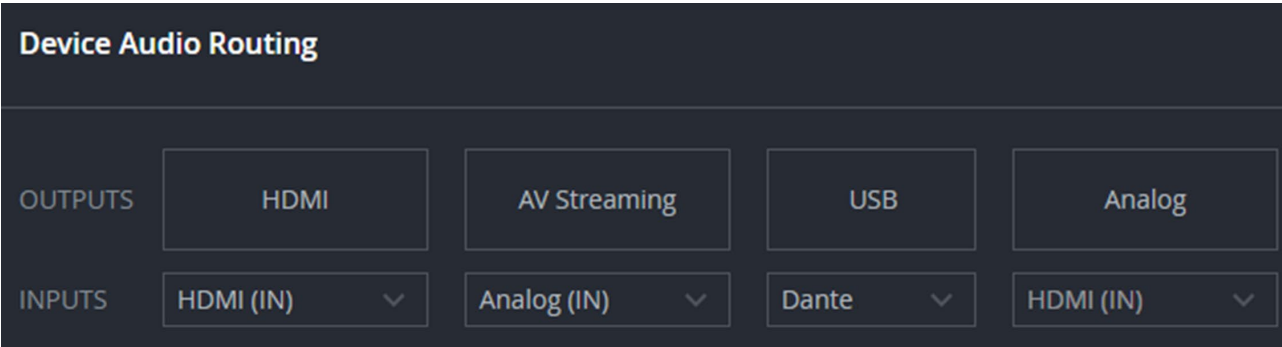 Device Audio Routing
OUTPUTS HDMI AV Streaming USB Analog
INPUTS HDMI (IN) Analog (IN) Dante HDMI (IN)